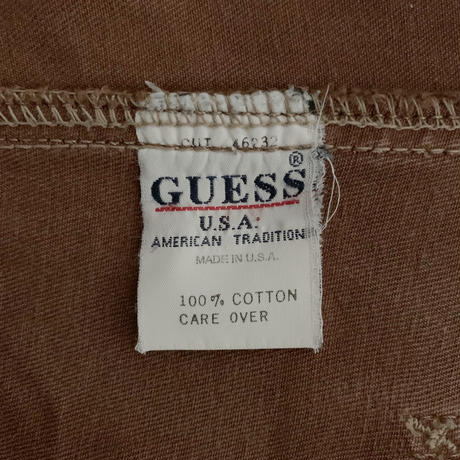 CUT 46232
GUESS®
U.S.A.
AMERICAN TRADITION
MADE IN U.S.A.
100% COTTON
CARE OVER